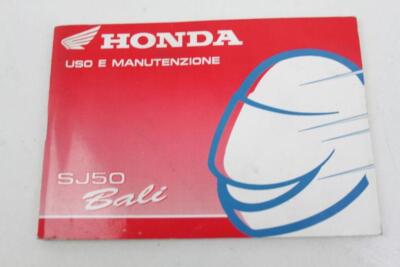 HONDA
USO E MANUTENZIONE
SJ50
Bali